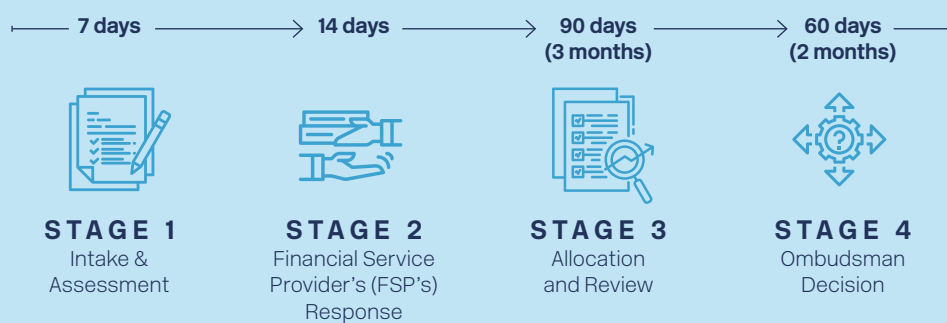 7 days
14 days
90 days
(3 months)
60 days
(2 months)
?
STAGE 1
Intake &
Assessment
STAGE 2
Financial Service
Provider's (FSP's)
Response
STAGE 3
Allocation
and Review
STAGE 4
Ombudsman
Decision